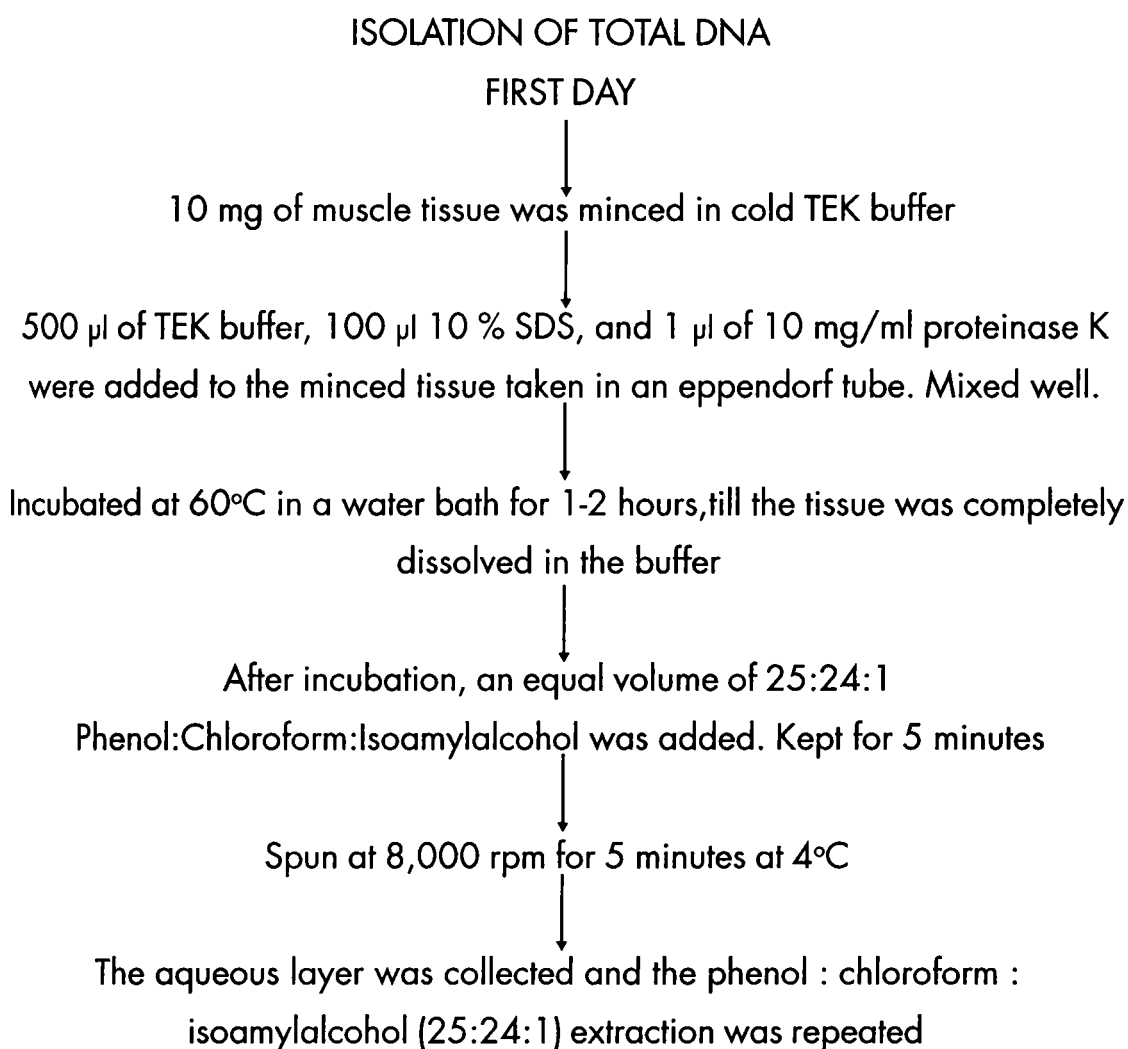 ISOLATION OF TOTAL DNA
FIRST DAY
10 mg of muscle tissue was minced in cold TEK buffer
500 µl of TEK buffer, 100 µl 10 % SDS, and 1 µl of 10 mg/ml proteinase K
were added to the minced tissue taken in an eppendorf tube. Mixed well.
Incubated at 60°C in a water bath for 1-2 hours,till the tissue was completely
dissolved in the buffer
After incubation, an equal volume of 25:24:1
Phenol:Chloroform:Isoamylalcohol was added. Kept for 5 minutes
Spun at 8,000 rpm for 5 minutes at 4°C
The aqueous layer was collected and the phenol : chloroform :
isoamylalcohol (25:24:1) extraction was repeated